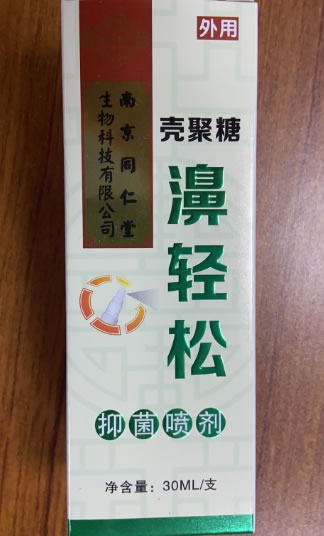 外用
南京同仁堂
生物科技有限公司
壳聚糖
濞轻松
抑菌喷剂
净含量：30ML/支